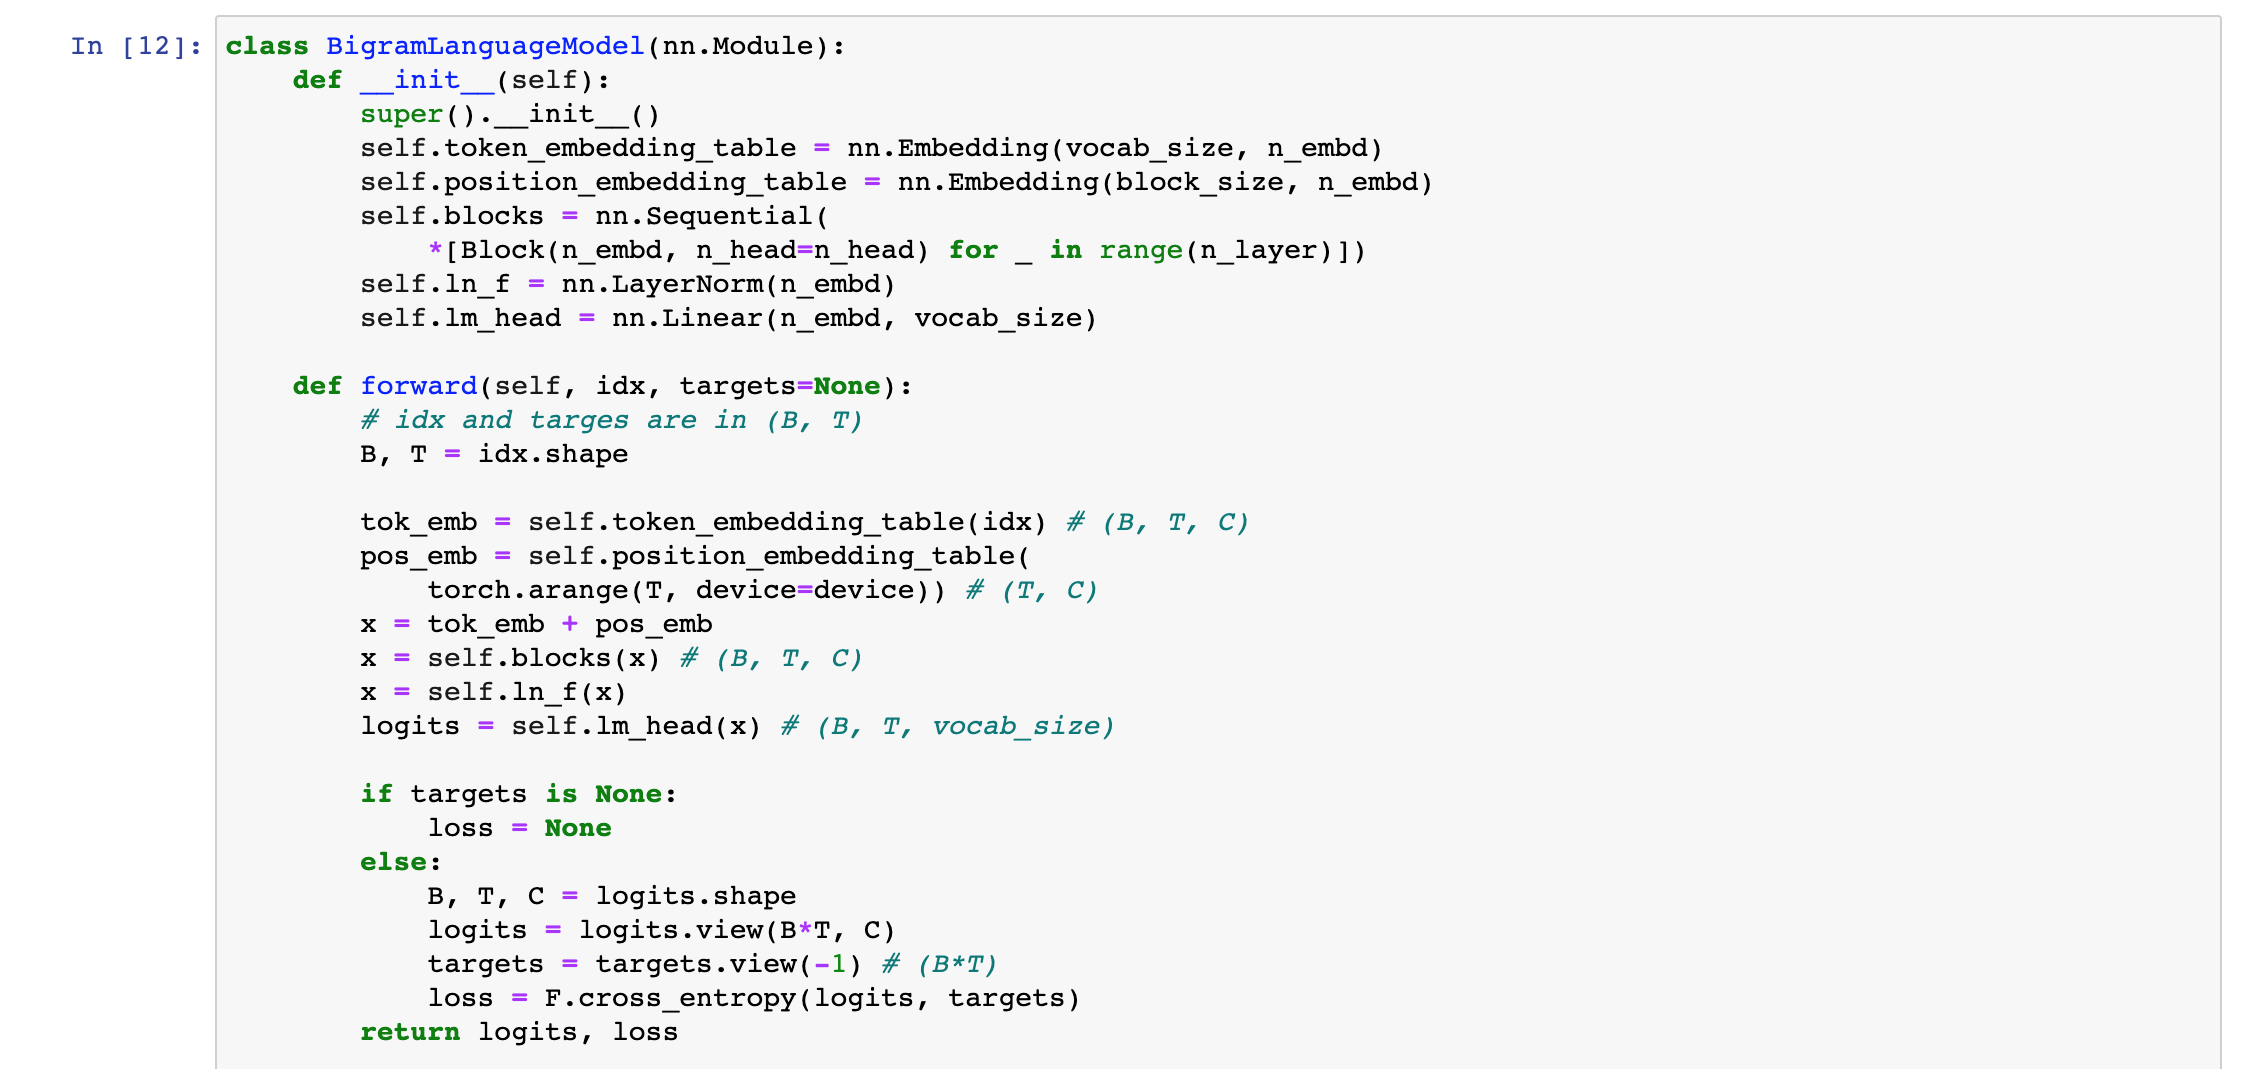 In [12]: class BigramLanguageModel(nn.Module):
    def __init__(self):
        super().__init__()
        self.token_embedding_table = nn.Embedding(vocab_size, n_embd)
        self.position_embedding_table = nn.Embedding(block_size, n_embd)
        self.blocks = nn.Sequential(
            *[Block(n_embd, n_head=n_head) for _ in range(n_layer)])
        self.ln_f = nn.LayerNorm(n_embd)
        self.lm_head = nn.Linear(n_embd, vocab_size)

    def forward(self, idx, targets=None):
        # idx and targes are in (B, T)
        B, T = idx.shape

        tok_emb = self.token_embedding_table(idx) # (B, T, C)
        pos_emb = self.position_embedding_table(
            torch.arange(T, device=device)) # (T, C)
        x = tok_emb + pos_emb
        x = self.blocks(x) # (B, T, C)
        x = self.ln_f(x)
        logits = self.lm_head(x) # (B, T, vocab_size)

        if targets is None:
            loss = None
        else:
            B, T, C = logits.shape
            logits = logits.view(B*T, C)
            targets = targets.view(-1) # (B*T)
            loss = F.cross_entropy(logits, targets)
        return logits, loss